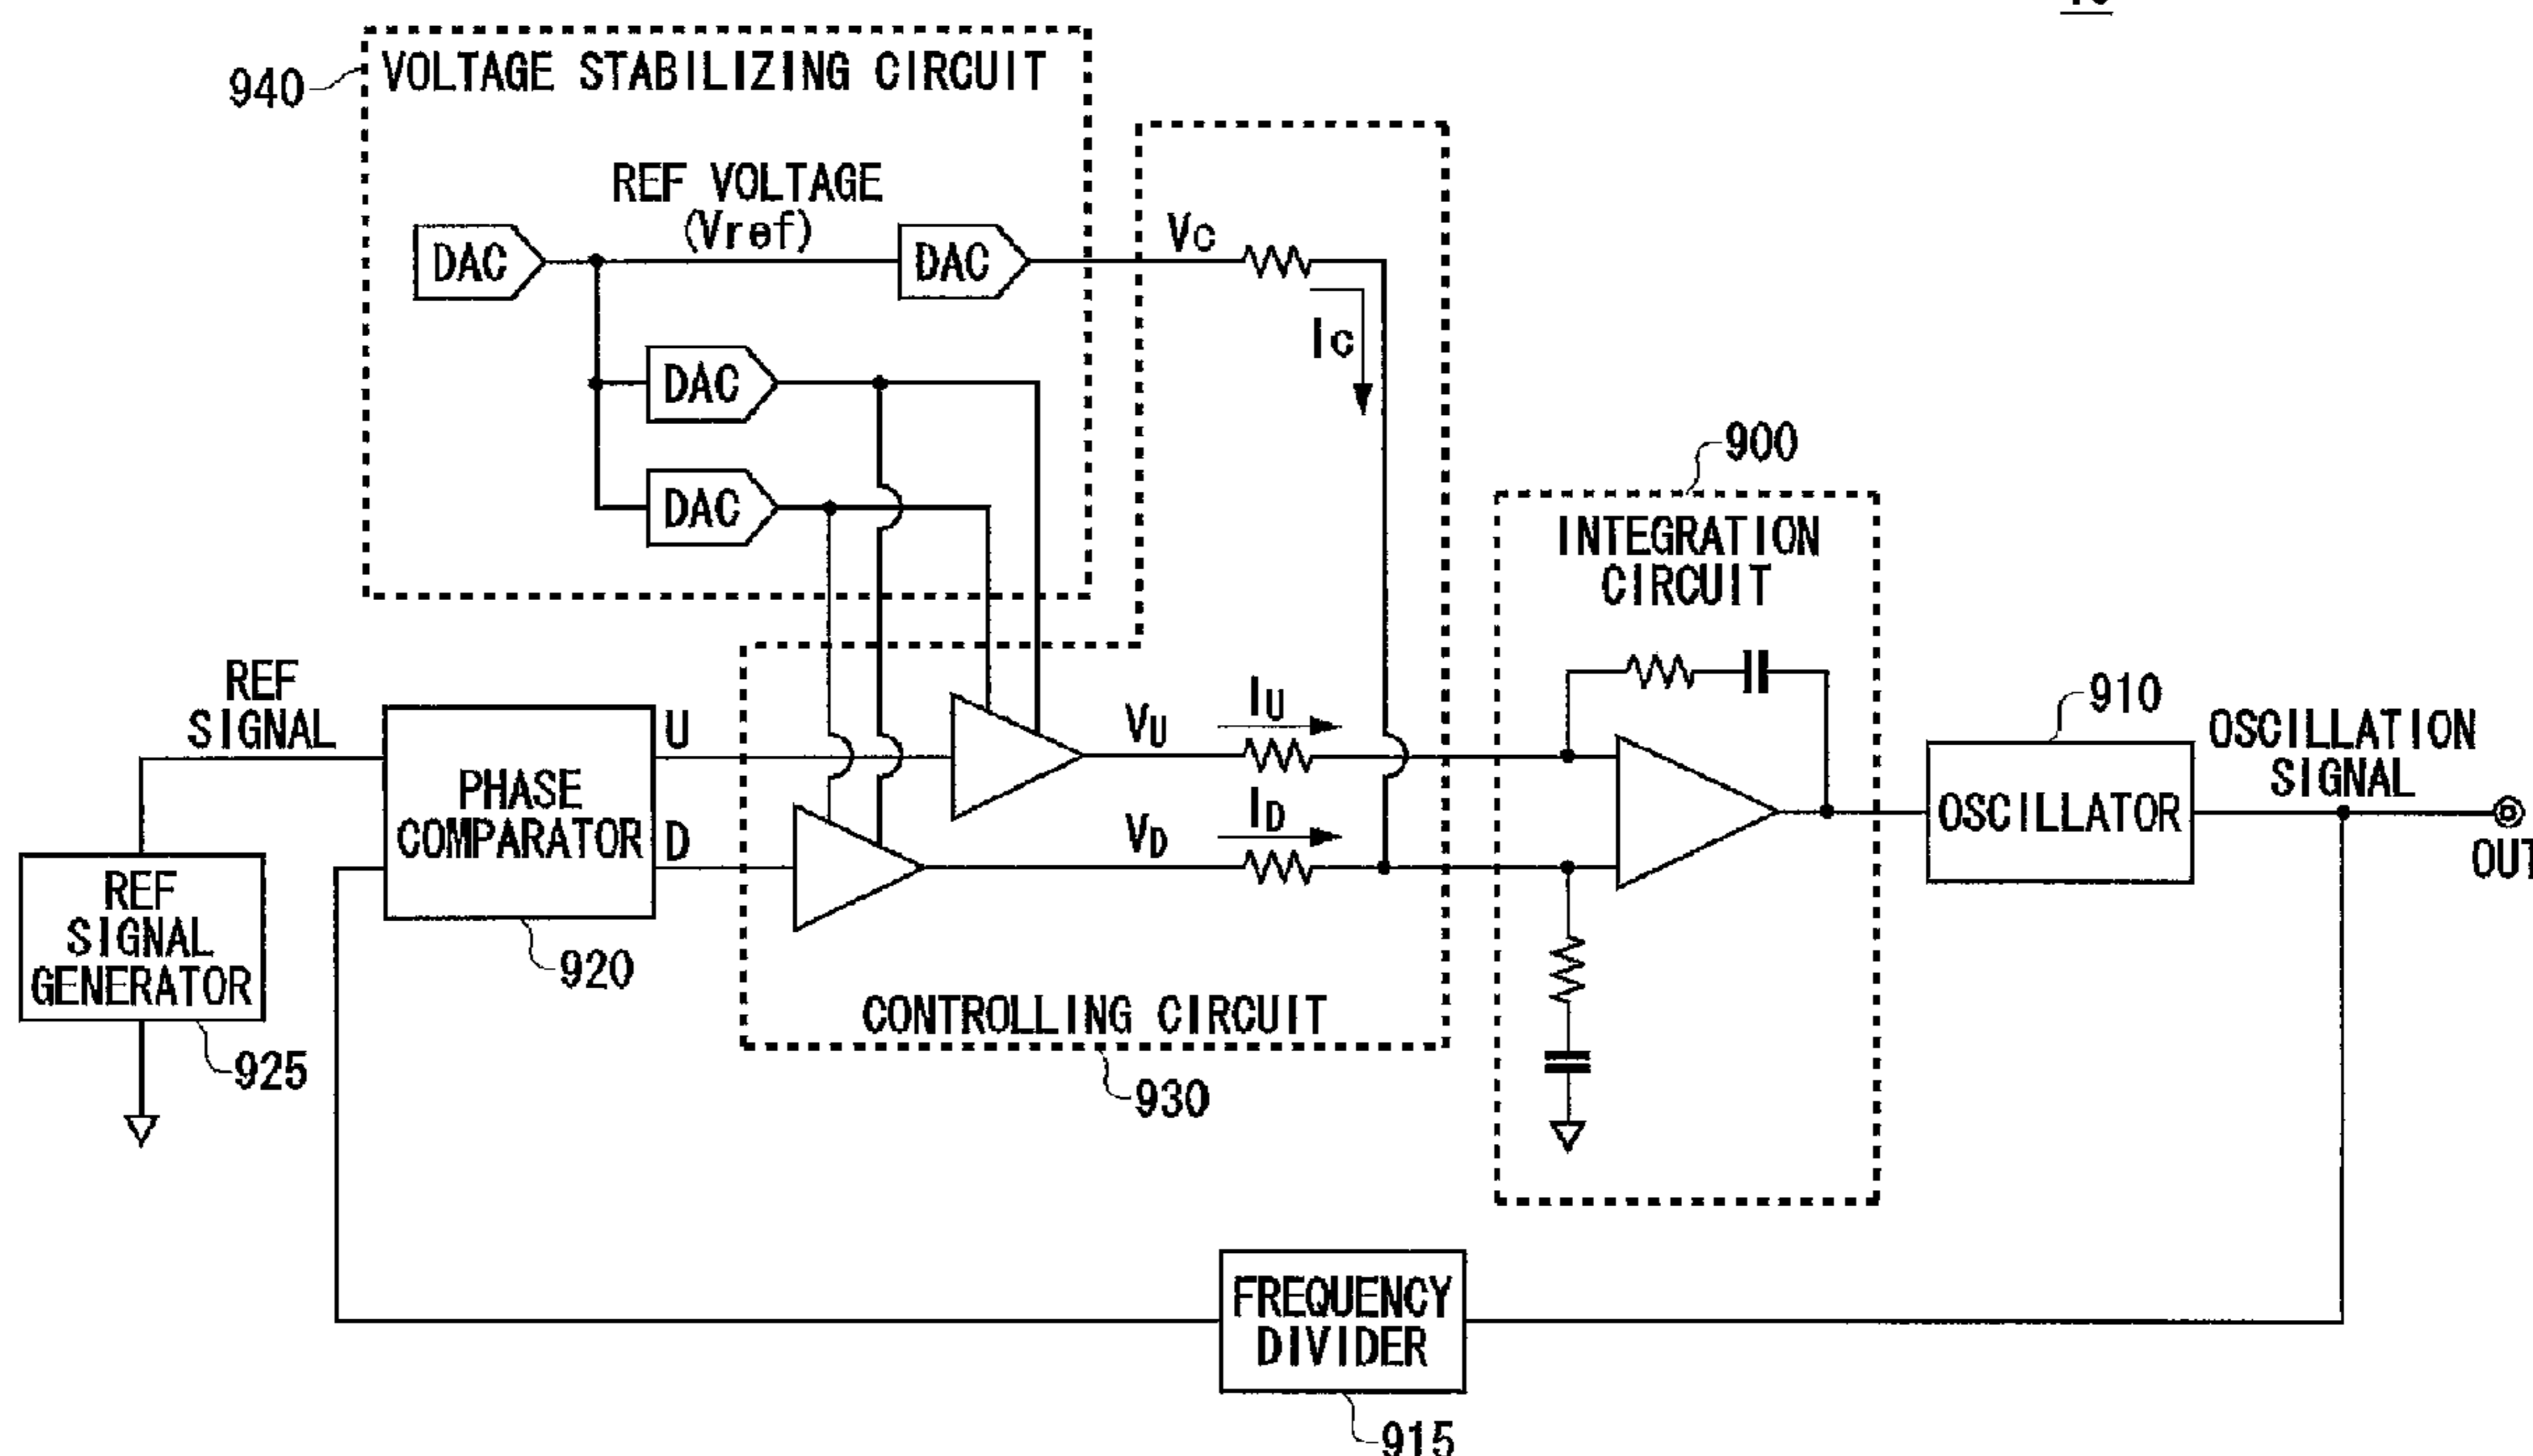 940
VOLTAGE STABILIZING CIRCUIT
REF VOLTAGE
(Vref)
DAC
DAC
VC
IC
DAC
DAC
900
INTEGRATION
CIRCUIT
REF
SIGNAL
U
D
PHASE
COMPARATOR
920
VU
IU
VD
ID
910
OSCILLATOR
OSCILLATION
SIGNAL
OUT
REF
SIGNAL
GENERATOR
925
CONTROLLING CIRCUIT
930
FREQUENCY
DIVIDER
915